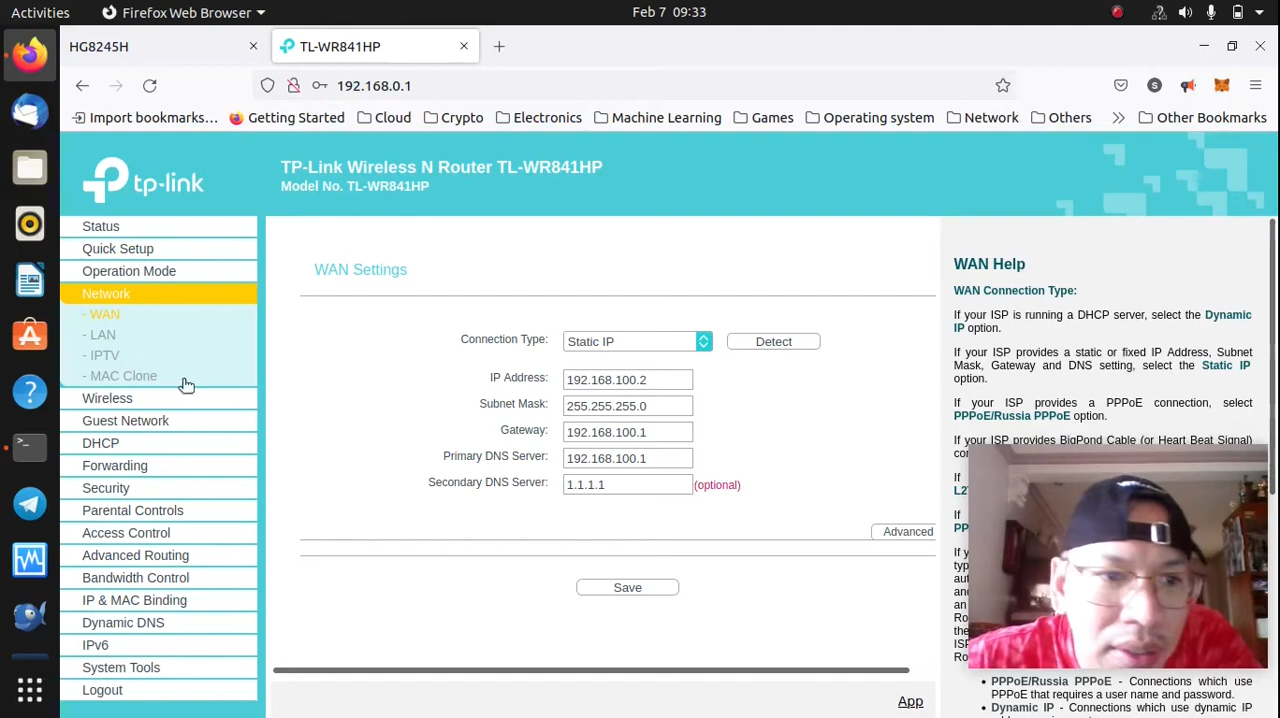 Activities
Firefox Web Browser
Feb 7 09:33
HG8245H
TL-WR841HP
192.168.0.1
S
Import bookmarks…
Getting Started
Cloud
Crypto
Electronics
Machine Learning
Games
Operating system
Network
Others
Other Bookmarks
tp-link
TP-Link Wireless N Router TL-WR841HP
Model No. TL-WR841HP
Status
Quick Setup
Operation Mode
Network
- WAN
- LAN
- IPTV
- MAC Clone
Wireless
Guest Network
DHCP
Forwarding
Security
Parental Controls
Access Control
Advanced Routing
Bandwidth Control
IP & MAC Binding
Dynamic DNS
IPv6
System Tools
Logout
WAN Settings
Connection Type: Static IP Detect
IP Address: 192.168.100.2
Subnet Mask: 255.255.255.0
Gateway: 192.168.100.1
Primary DNS Server: 192.168.100.1
Secondary DNS Server: 1.1.1.1 (optional)
Advanced
Save
App
WAN Help
WAN Connection Type:
If your ISP is running a DHCP server, select the Dynamic
IP option.
If your ISP provides a static or fixed IP Address, Subnet
Mask, Gateway and DNS setting, select the Static IP
option.
If your ISP provides a PPPoE connection, select
PPPoE/Russia PPPoE option.
If your ISP provides BigPond Cable (or Heart Beat Signal)
If
If
If
PPPoE/Russia PPPoE - Connections which use
PPPoE that requires a user name and password.
Dynamic IP - Connections which use dynamic IP